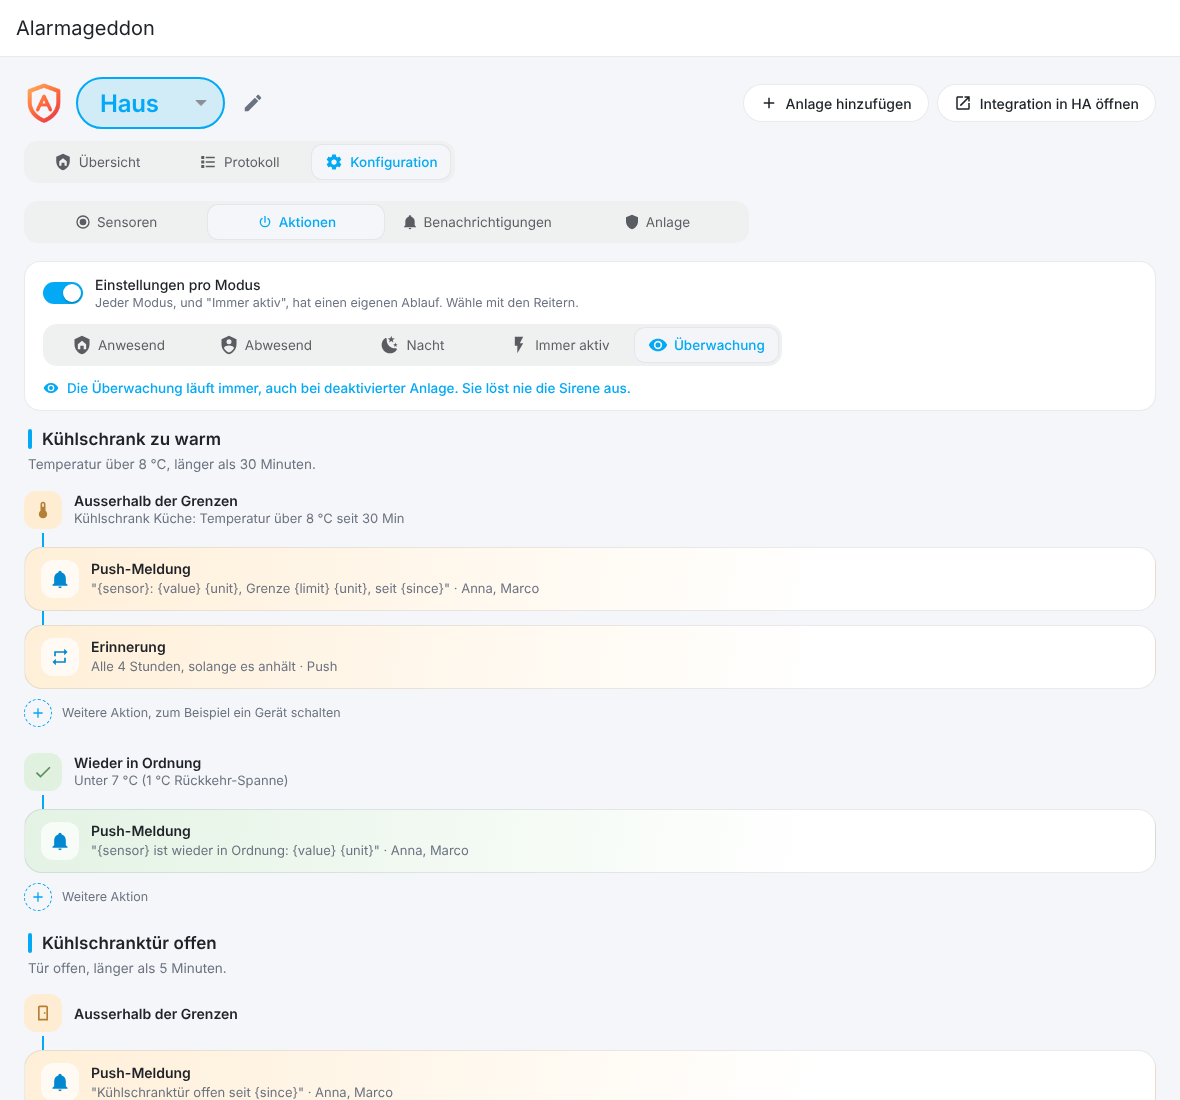 Alarmageddon
Haus
Anlage hinzufügen
Integration in HA öffnen
Übersicht
Protokoll
Konfiguration
Sensoren
Aktionen
Benachrichtigungen
Anlage
Einstellungen pro Modus
Jeder Modus, und "Immer aktiv", hat einen eigenen Ablauf. Wähle mit den Reitern.
Anwesend
Abwesend
Nacht
Immer aktiv
Überwachung
Die Überwachung läuft immer, auch bei deaktivierter Anlage. Sie löst nie die Sirene aus.
Kühlschrank zu warm
Temperatur über 8 °C, länger als 30 Minuten.
Ausserhalb der Grenzen
Kühlschrank Küche: Temperatur über 8 °C seit 30 Min
Push-Meldung
"{sensor}: {value} {unit}, Grenze {limit} {unit}, seit {since}" · Anna, Marco
Erinnerung
Alle 4 Stunden, solange es anhält · Push
Weitere Aktion, zum Beispiel ein Gerät schalten
Wieder in Ordnung
Unter 7 °C (1 °C Rückkehr-Spanne)
Push-Meldung
"{sensor} ist wieder in Ordnung: {value} {unit}" · Anna, Marco
Weitere Aktion
Kühlschranktür offen
Tür offen, länger als 5 Minuten.
Ausserhalb der Grenzen
Push-Meldung
"Kühlschranktür offen seit {since}" · Anna, Marco